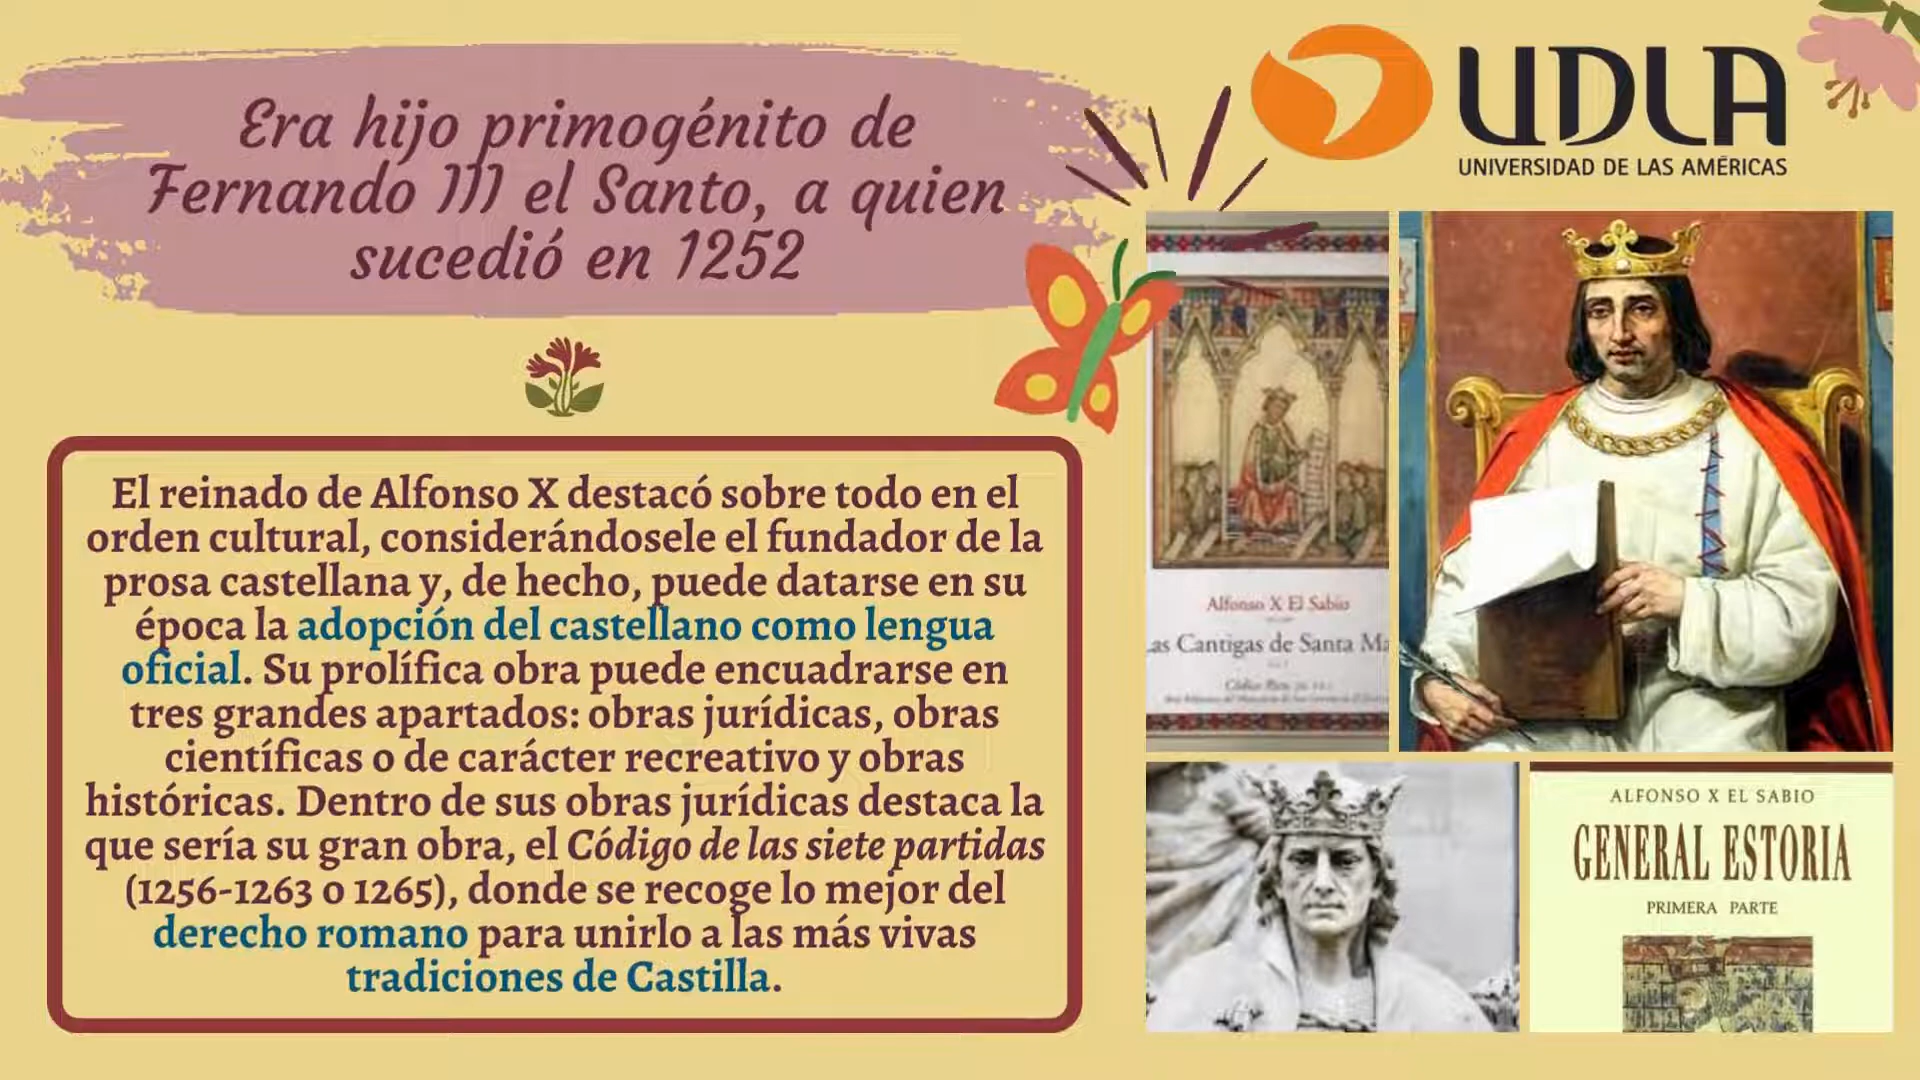 Era hijo primogénito de
Fernando III el Santo, a quien
sucedió en 1252
UDLA
UNIVERSIDAD DE LAS AMÉRICAS
El reinado de Alfonso X destacó sobre todo en el
orden cultural, considerándosele el fundador de la
prosa castellana y, de hecho, puede datarse en su
época la adopción del castellano como lengua
oficial. Su prolífica obra puede encuadrarse en
tres grandes apartados: obras jurídicas, obras
científicas o de carácter recreativo y obras
históricas. Dentro de sus obras jurídicas destaca la
que sería su gran obra, el Código de las siete partidas
(1256-1263 o 1265), donde se recoge lo mejor del
derecho romano para unirlo a las más vivas
tradiciones de Castilla.
Alfonso X El Sabio
as Cantigas de Santa Ma
ALFONSO X EL SABIO
GENERAL ESTORIA
PRIMERA PARTE